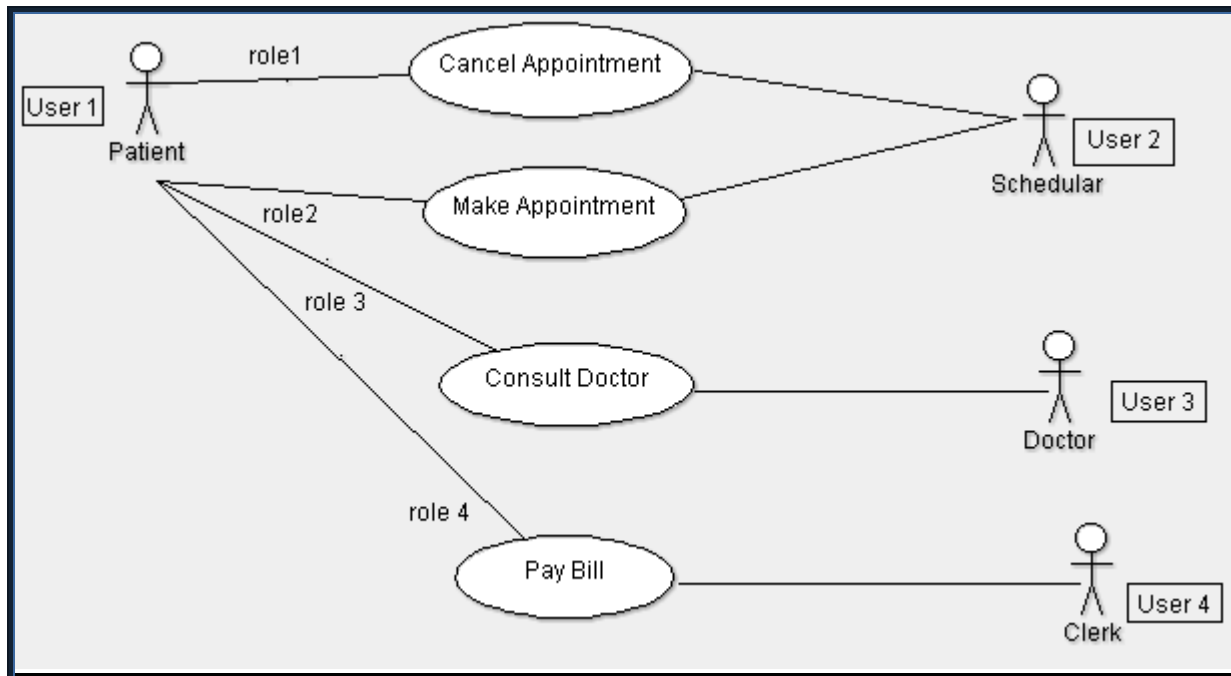 role1
Cancel Appointment
User 1
Patient
User 2
Schedular
Make Appointment
role2
role 3
Consult Doctor
User 3
Doctor
role 4
Pay Bill
User 4
Clerk